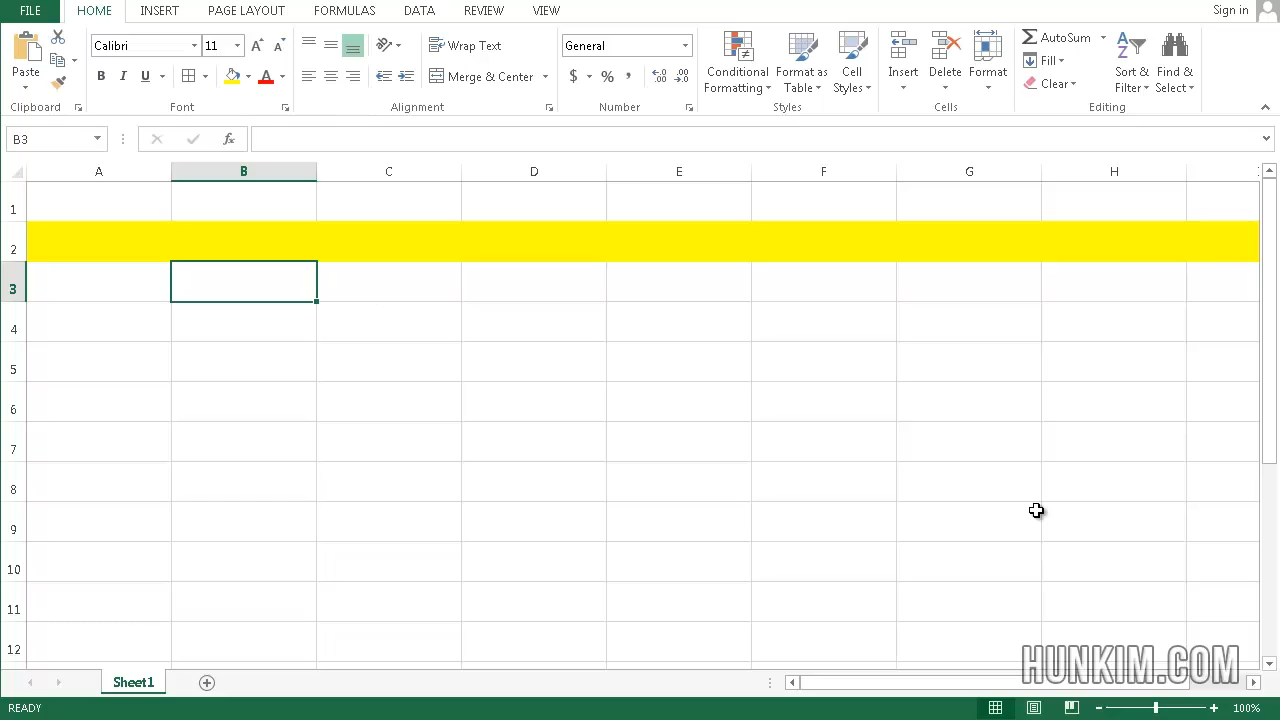 FILE HOME INSERT PAGE LAYOUT FORMULAS DATA REVIEW VIEW Sign in
Calibri 11 Wrap Text General AutoSum
Paste Conditional Format as Cell Insert Delete Format Fill Sort & Find &
B I U Merge & Center $ % , Formatting Table Styles Clear Filter Select
Clipboard Font Alignment Number Styles Cells Editing
B3 fx
A B C D E F G H
1
2
3
4
5
6
7
8
9
10
11
12
HUNKIM.COM
Sheet1
READY 100%